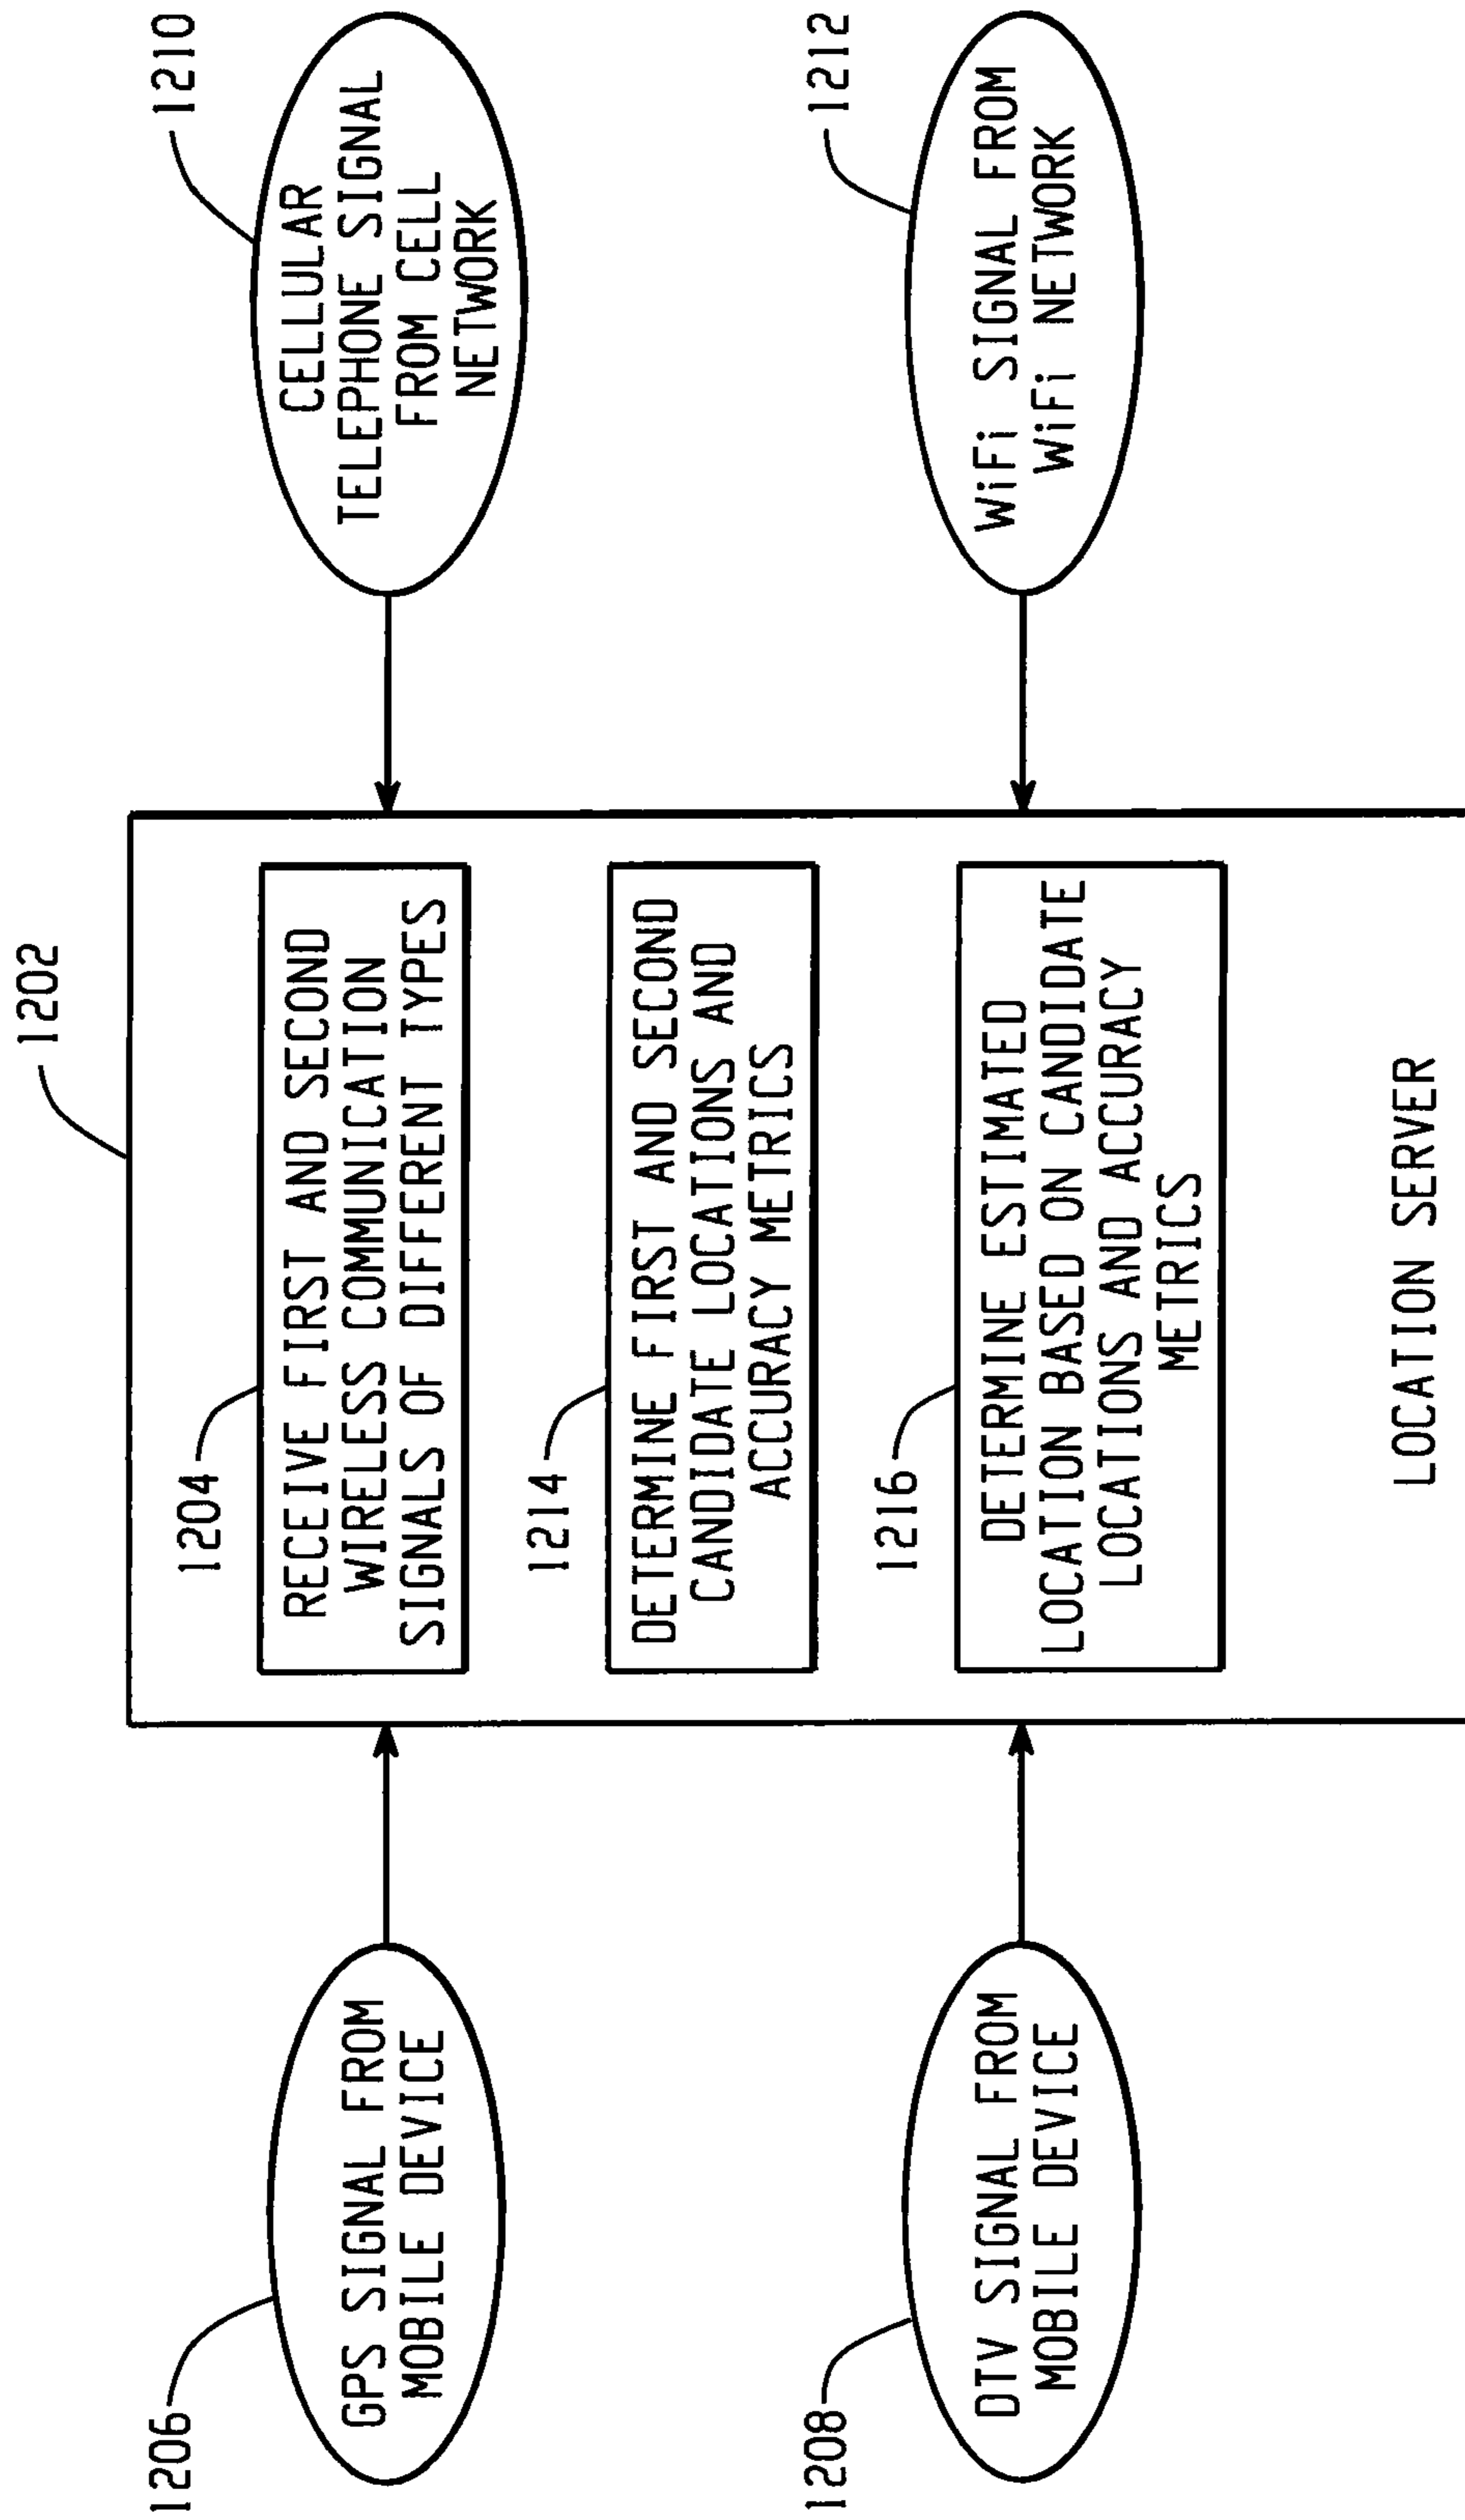 1202
1204
RECEIVE FIRST AND SECOND
WIRELESS COMMUNICATION
SIGNALS OF DIFFERENT TYPES
1206
GPS SIGNAL FROM
MOBILE DEVICE
1210
CELLULAR
TELEPHONE SIGNAL
FROM CELL
NETWORK
1214
DETERMINE FIRST AND SECOND
CANDIDATE LOCATIONS AND
ACCURACY METRICS
1208
DTV SIGNAL FROM
MOBILE DEVICE
1216
DETERMINE ESTIMATED
LOCATION BASED ON CANDIDATE
LOCATIONS AND ACCURACY
METRICS
1212
WiFi SIGNAL FROM
WiFi NETWORK
LOCATION SERVER